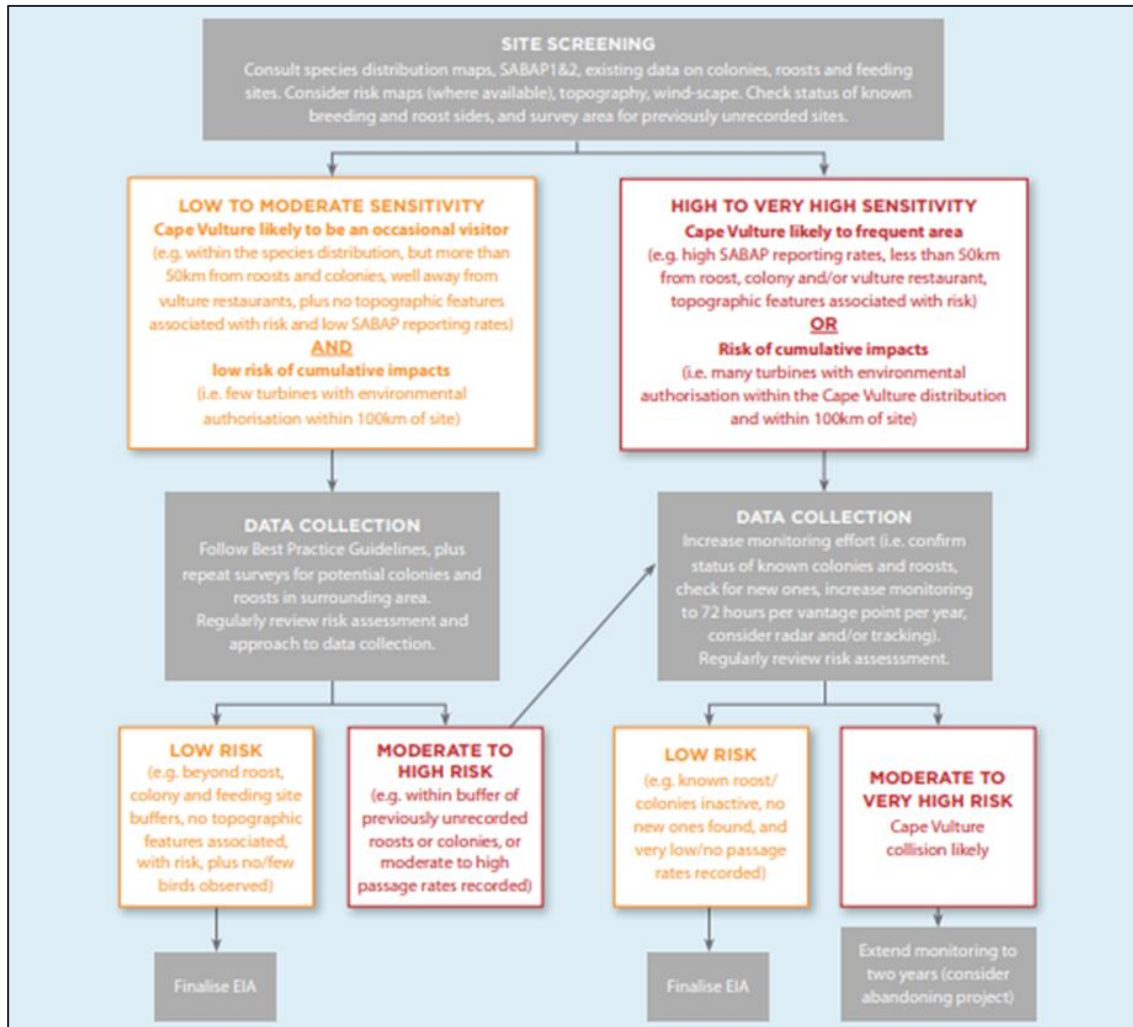 SITE SCREENING
Consult species distribution maps, SABAP1&2, existing data on colonies, roosts and feeding
sites. Consider risk maps (where available), topography, wind-scape. Check status of known
breeding and roost sides, and survey area for previously unrecorded sites.
LOW TO MODERATE SENSITIVITY
Cape Vulture likely to be an occasional visitor
(e.g. within the species distribution, but more than
50km from roosts and colonies, well away from
vulture restaurants, plus no topographic features
associated with risk and low SABAP reporting rates)
AND
low risk of cumulative impacts
(i.e. few turbines with environmental
authorisation within 100km of site)
HIGH TO VERY HIGH SENSITIVITY
Cape Vulture likely to frequent area
(e.g. high SABAP reporting rates, less than 50km
from roost, colony and/or vulture restaurant,
topographic features associated with risk)
OR
Risk of cumulative impacts
(i.e. many turbines with environmental
authorisation within the Cape Vulture distribution
and within 100km of site)
DATA COLLECTION
Follow Best Practice Guidelines, plus
repeat surveys for potential colonies and
roosts in surrounding area.
Regularly review risk assessment and
approach to data collection.
DATA COLLECTION
Increase monitoring effort (i.e. confirm
status of known colonies and roosts,
check for new ones, increase monitoring
to 72 hours per vantage point per year,
consider radar and/or tracking).
Regularly review risk assesssment.
LOW RISK
(e.g. beyond roost,
colony and feeding site
buffers, no topographic
features associated,
with risk, plus no/few
birds observed)
MODERATE TO
HIGH RISK
(e.g. within buffer of
previously unrecorded
roosts or colonies, or
moderate to high
passage rates recorded)
LOW RISK
(e.g. known roost/
colonies inactive, no
new ones found, and
very low/no passage
rates recorded)
MODERATE TO
VERY HIGH RISK
Cape Vulture
collision likely
Finalise EIA
Finalise EIA
Extend monitoring to
two years (consider
abandoning project)